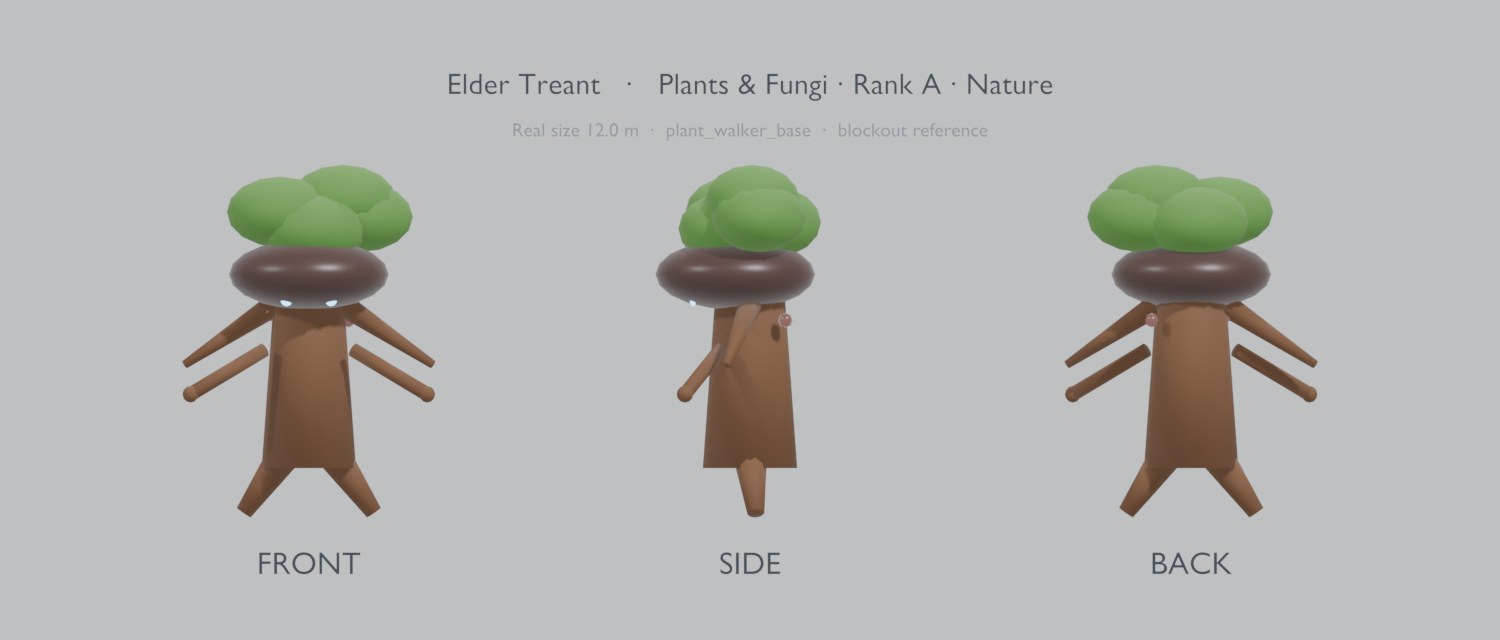 Elder Treant · Plants & Fungi · Rank A · Nature
Real size 12.0 m · plant_walker_base · blockout reference
FRONT SIDE BACK